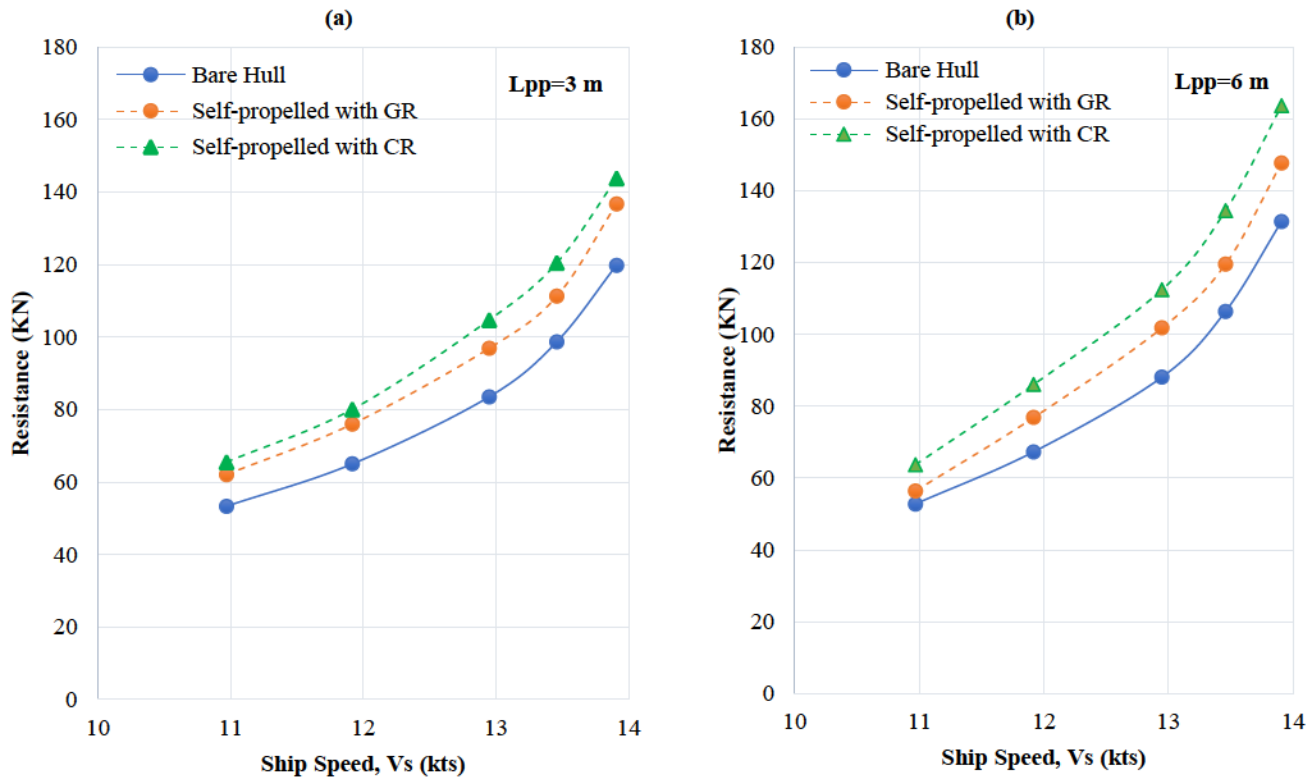 (a)
180
160
140
120
100
80
60
40
20
0
Resistance (KN)
Bare Hull
Self-propelled with GR
Self-propelled with CR
Lpp=3 m
10 11 12 13 14
Ship Speed, Vs (kts)
(b)
180
160
140
120
100
80
60
40
20
0
Resistance (KN)
Bare Hull
Self-propelled with GR
Self-propelled with CR
Lpp=6 m
10 11 12 13 14
Ship Speed, Vs (kts)